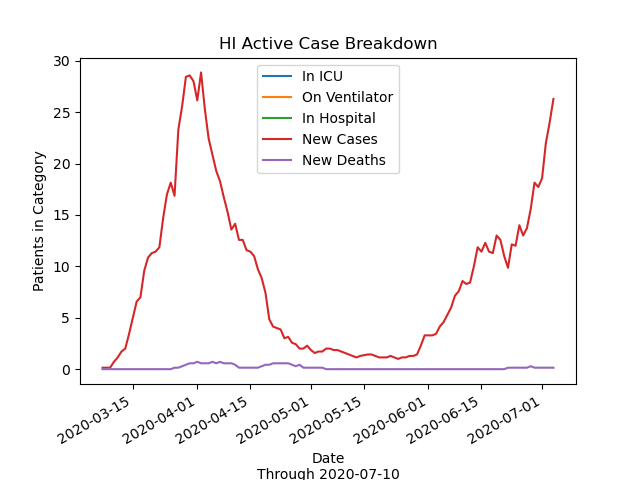 HI Active Case Breakdown
In ICU
On Ventilator
In Hospital
New Cases
New Deaths
Patients in Category
30
25
20
15
10
5
0
2020-03-15
2020-04-01
2020-04-15
2020-05-01
2020-05-15
2020-06-01
2020-06-15
2020-07-01
Date
Through 2020-07-10